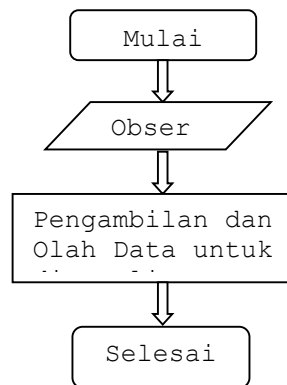 Mulai
Obser
Pengambilan dan
Olah Data untuk
Selesai